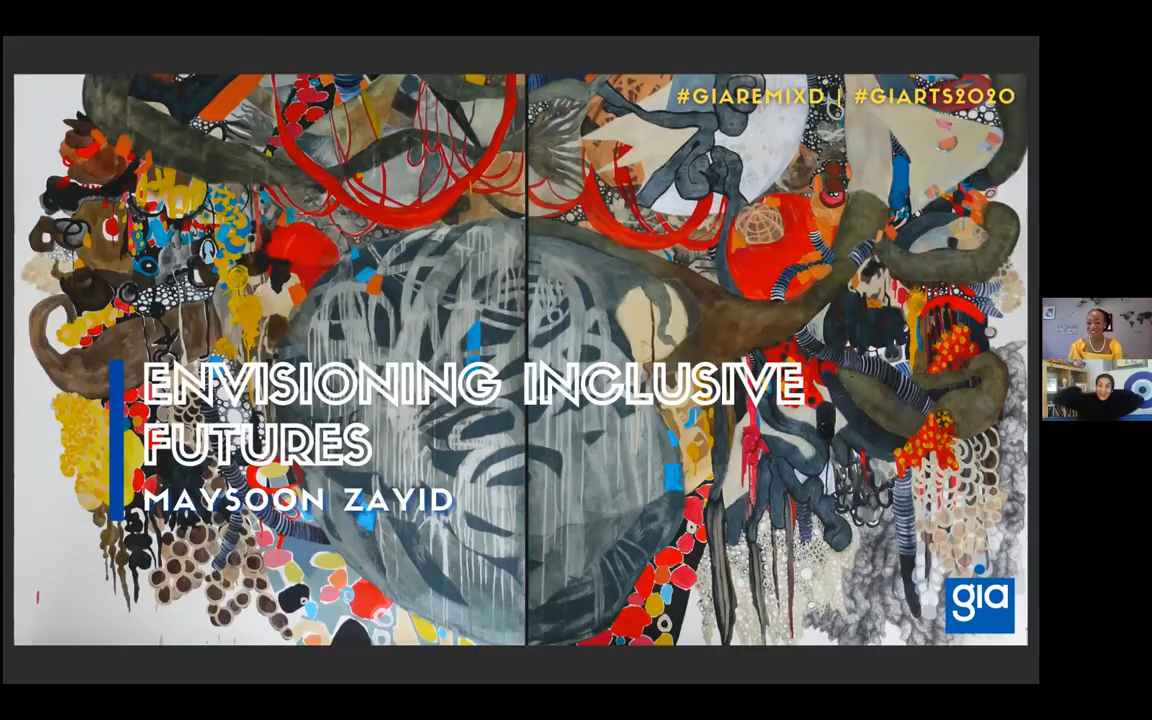 #GIAREMIXD | #GIARTS2020
ENVISIONING INCLUSIVE
FUTURES
MAYSOON ZAYID
gia